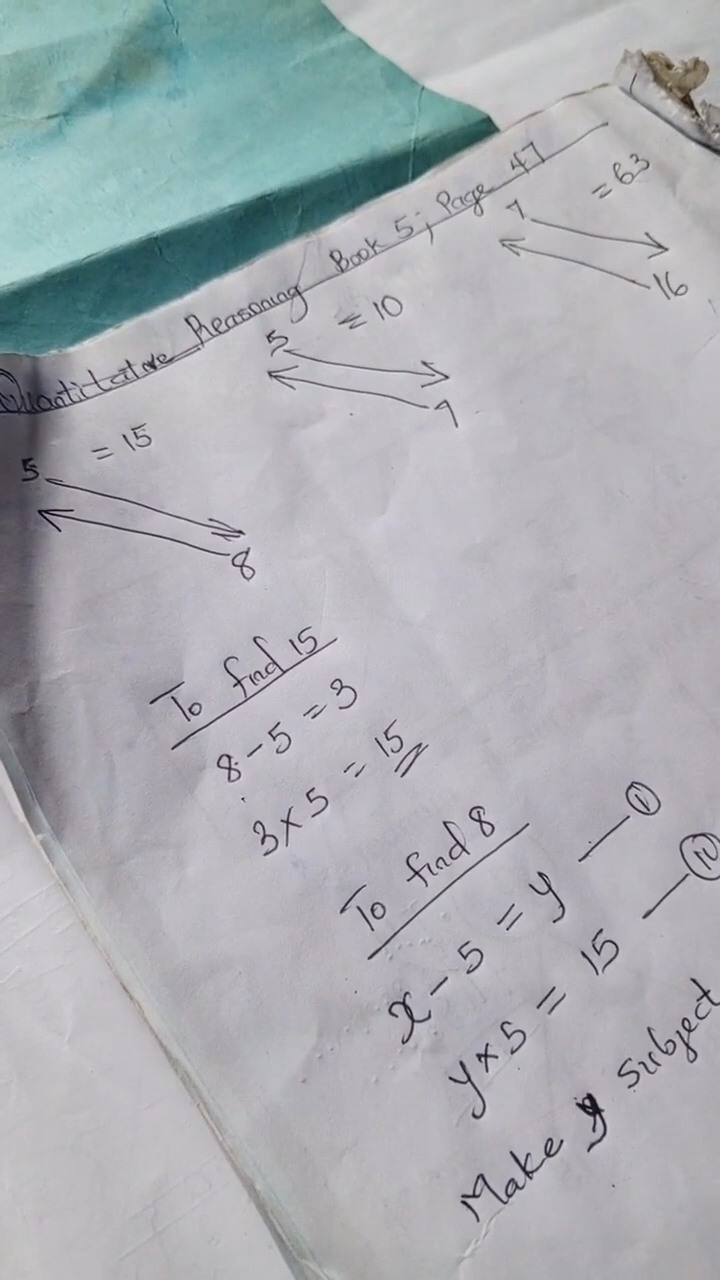 Quantitative Reasoning Book 5; Page 47
5 = 15
8
5 = 10
7
7 = 63
16
To find 15
8 - 5 = 3
3 × 5 = 15
To find 8
x - 5 = y — (i)
y × 5 = 15 — (ii)
Make y subject